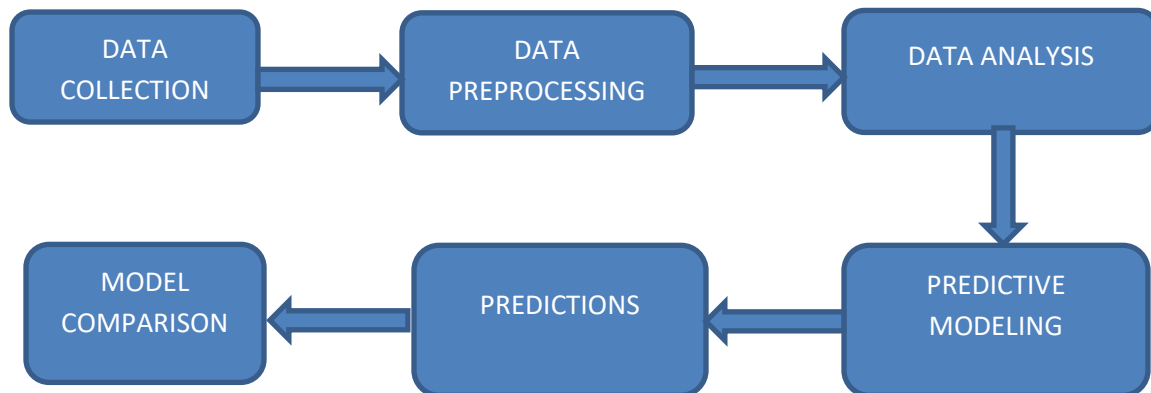 DATA
COLLECTION
DATA
PREPROCESSING
DATA ANALYSIS
PREDICTIVE
MODELING
PREDICTIONS
MODEL
COMPARISON